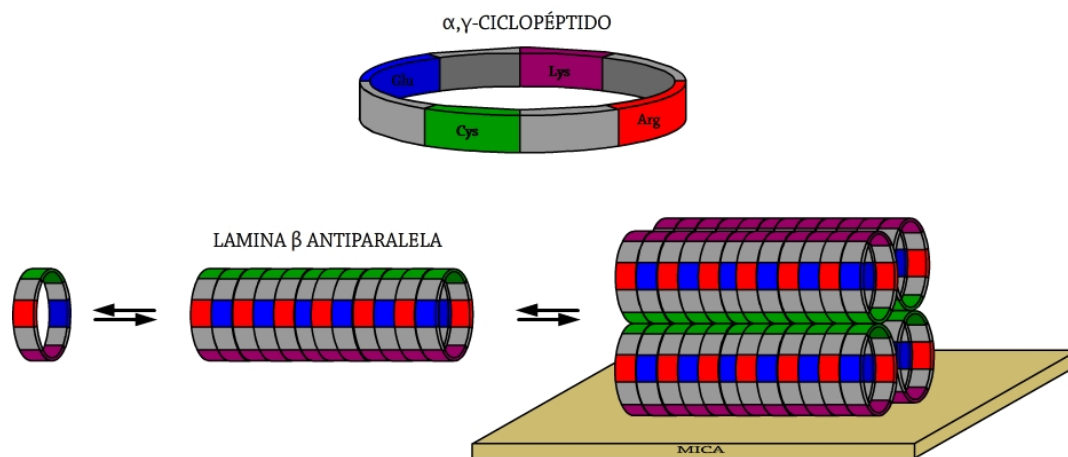 α,γ-CICLOPÉPTIDO
Glu
Lys
Cys
Arg
LAMINA β ANTIPARALELA
MICA